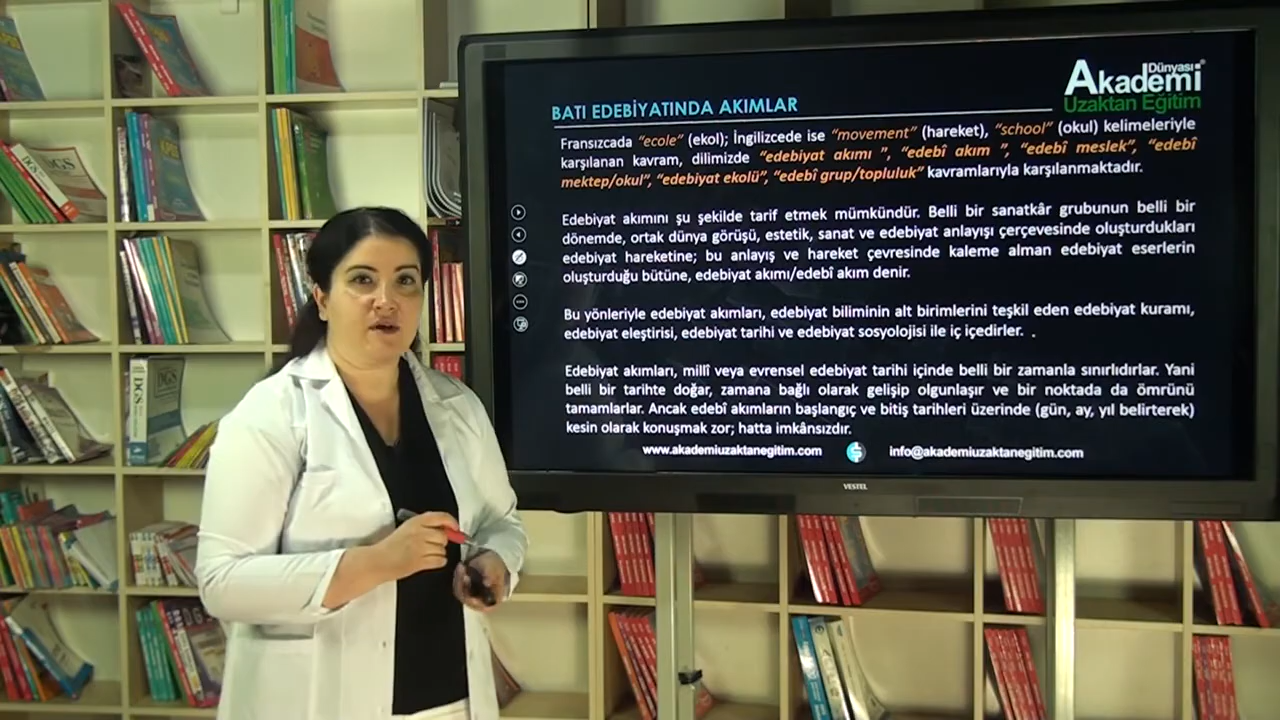 Dünyası
Akademi
Uzaktan Eğitim
BATI EDEBİYATINDA AKIMLAR
Fransızcada “ecole” (ekol); İngilizcede ise “movement” (hareket), “school” (okul) kelimeleriyle
karşılanan kavram, dilimizde “edebiyat akımı ”, “edebî akım ”, “edebî meslek”, “edebî
mektep/okul”, “edebiyat ekolü”, “edebî grup/topluluk” kavramlarıyla karşılanmaktadır.
Edebiyat akımını şu şekilde tarif etmek mümkündür. Belli bir sanatkâr grubunun belli bir
dönemde, ortak dünya görüşü, estetik, sanat ve edebiyat anlayışı çerçevesinde oluşturdukları
edebiyat hareketine; bu anlayış ve hareket çevresinde kaleme alman edebiyat eserlerin
oluşturduğu bütüne, edebiyat akımı/edebî akım denir.
Bu yönleriyle edebiyat akımları, edebiyat biliminin alt birimlerini teşkil eden edebiyat kuramı,
edebiyat eleştirisi, edebiyat tarihi ve edebiyat sosyolojisi ile iç içedirler. .
Edebiyat akımları, millî veya evrensel edebiyat tarihi içinde belli bir zamanla sınırlıdırlar. Yani
belli bir tarihte doğar, zamana bağlı olarak gelişip olgunlaşır ve bir noktada da ömrünü
tamamlarlar. Ancak edebî akımların başlangıç ve bitiş tarihleri üzerinde (gün, ay, yıl belirterek)
kesin olarak konuşmak zor; hatta imkânsızdır.
www.akademiuzaktanegitim.com info@akademiuzaktanegitim.com
VESTEL
DGS
DGS
DGS